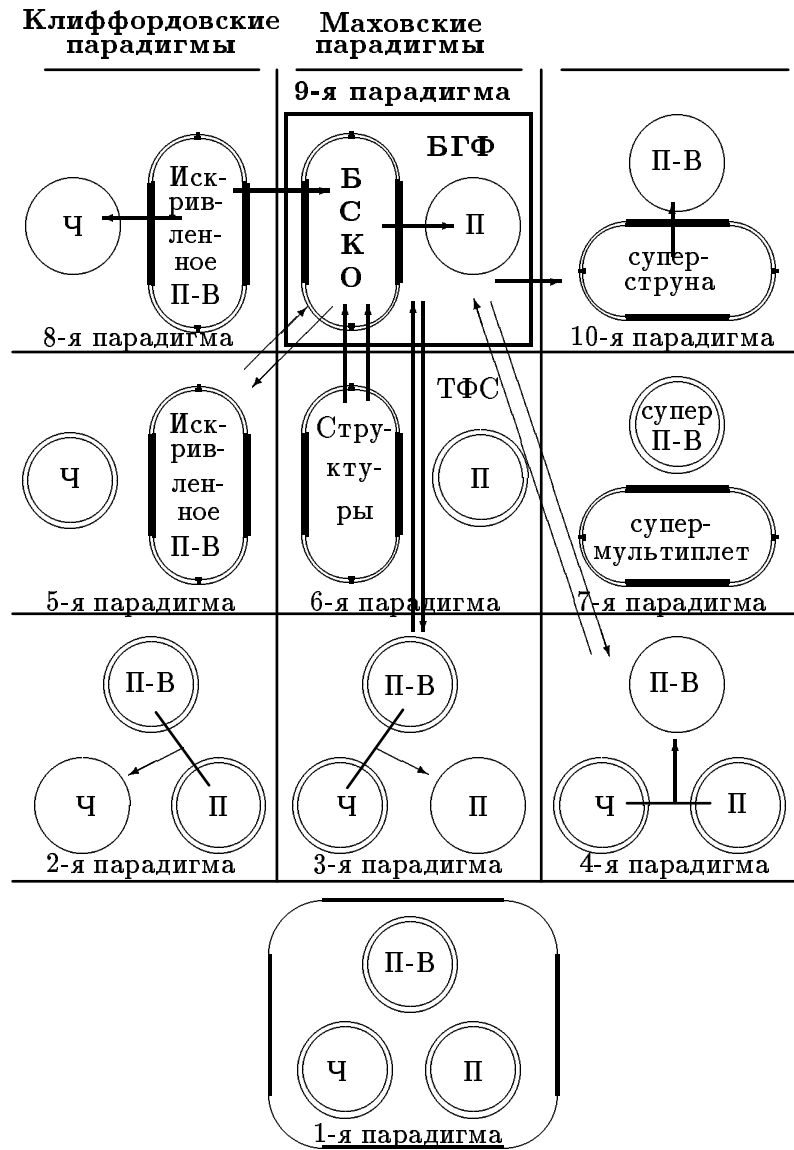 Клиффордовские
парадигмы
Маховские
парадигмы
9-я парадигма
Ч
Иск-
рив-
лен-
ное
П-В
8-я парадигма
Б
С
К
О
БГФ
П
П-В
супер-
струна
10-я парадигма
Ч
Иск-
рив-
лен-
ное
П-В
5-я парадигма
Стру-
кту-
ры
ТФС
П
6-я парадигма
супер
П-В
супер-
мультиплет
7-я парадигма
П-В
Ч
П
2-я парадигма
П-В
Ч
П
3-я парадигма
П-В
Ч
П
4-я парадигма
П-В
Ч
П
1-я парадигма